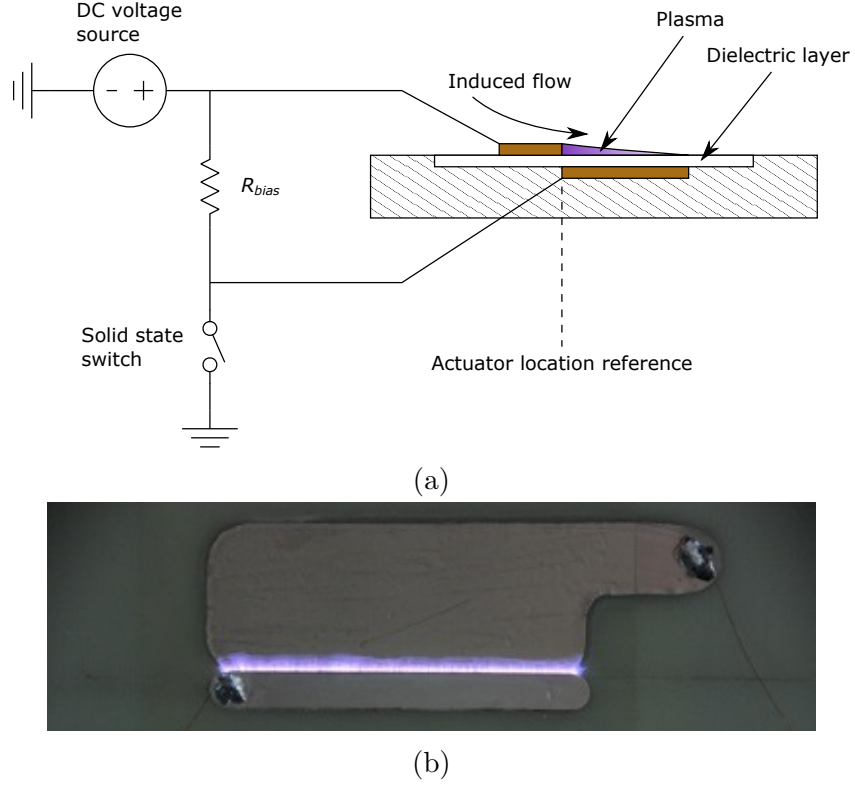 DC voltage
source
Plasma
Dielectric layer
Induced flow
- +
R_bias
Solid state
switch
Actuator location reference
(a)
(b)